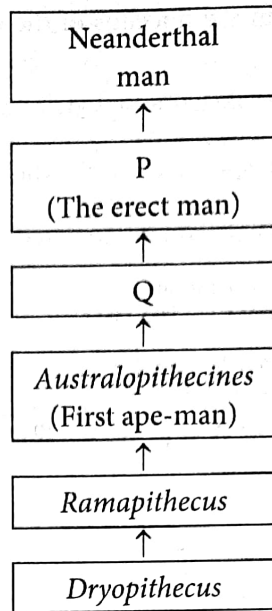 Neanderthal
man
↑
P
(The erect man)
↑
Q
↑
Australopithecines
(First ape-man)
↑
Ramapithecus
↑
Dryopithecus